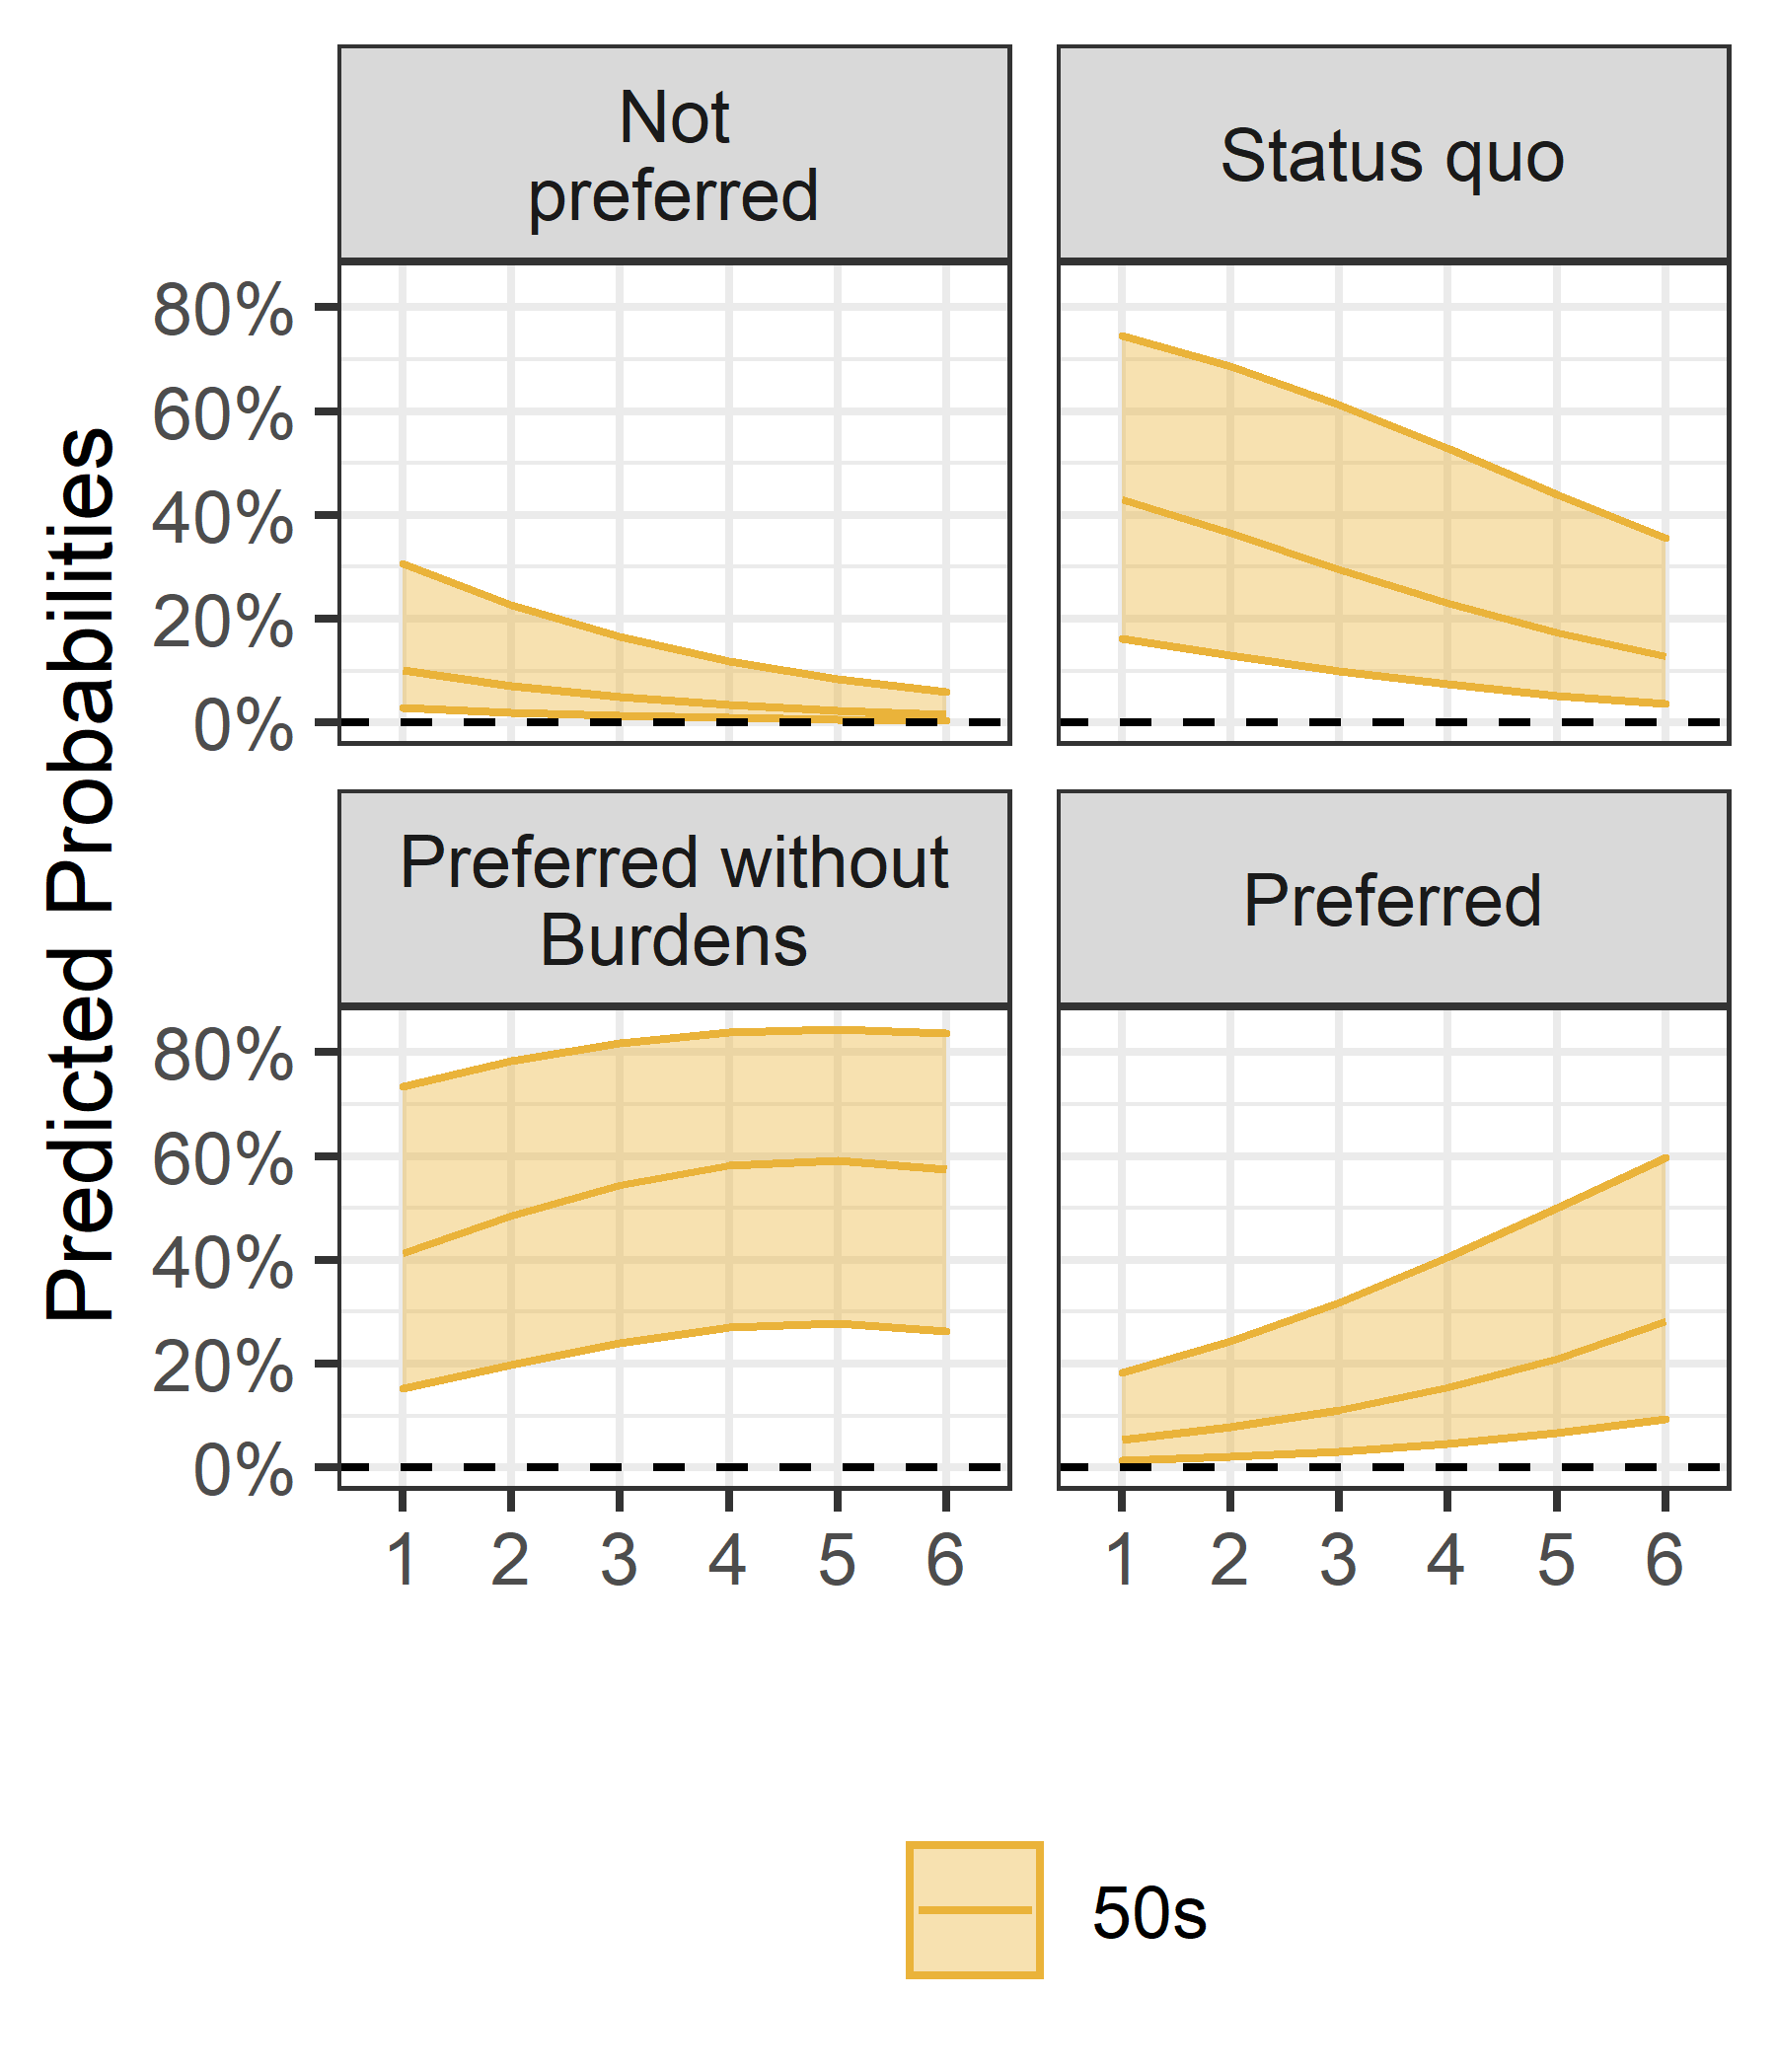 Not
preferred
Status quo
80%
60%
40%
20%
0%
Predicted Probabilities
Preferred without
Burdens
Preferred
80%
60%
40%
20%
0%
1 2 3 4 5 6
1 2 3 4 5 6
50s